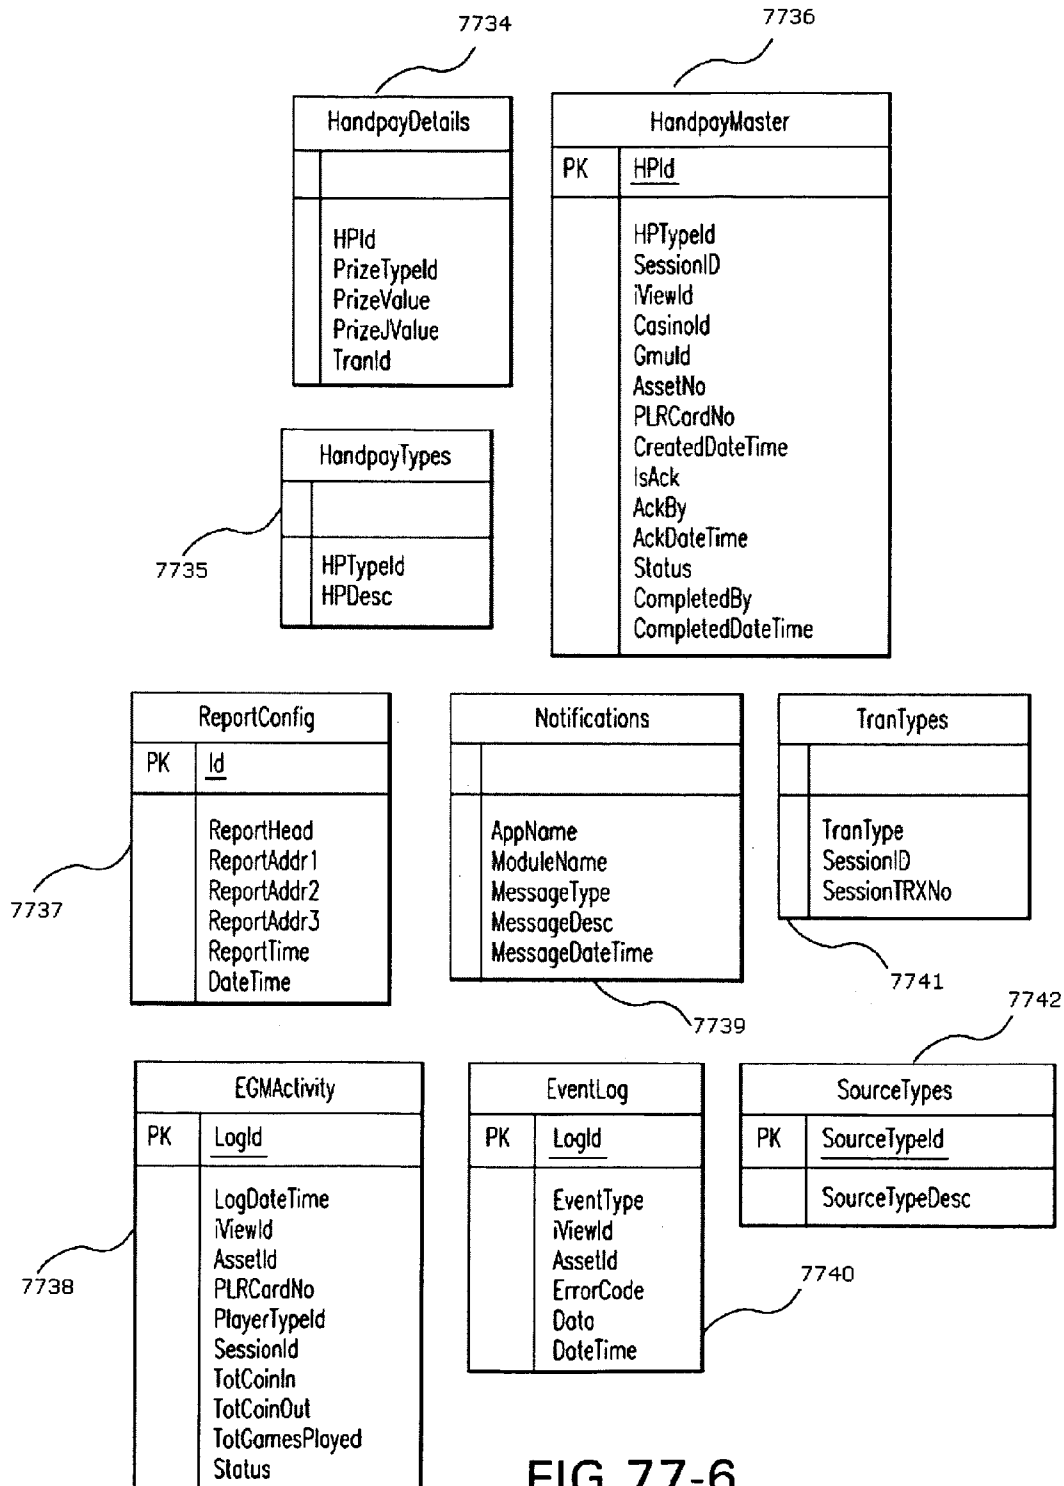 7734
7736
HandpayDetails
HPId
PrizeTypeId
PrizeValue
PrizeJValue
TranId
HandpayMaster
PK HPId
HPTypeId
SessionID
iViewId
CasinoId
GmuId
AssetNo
PLRCardNo
CreatedDateTime
IsAck
AckBy
AckDateTime
Status
CompletedBy
CompletedDateTime
HandpayTypes
HPTypeId
HPDesc
7735
ReportConfig
PK Id
ReportHead
ReportAddr1
ReportAddr2
ReportAddr3
ReportTime
DateTime
7737
Notifications
AppName
ModuleName
MessageType
MessageDesc
MessageDateTime
7739
TranTypes
TranType
SessionID
SessionTRXNo
7741
7742
EGMActivity
PK LogId
LogDateTime
iViewId
AssetId
PLRCardNo
PlayerTypeId
SessionId
TotCoinIn
TotCoinOut
TotGamesPlayed
Status
7738
EventLog
PK LogId
EventType
iViewId
AssetId
ErrorCode
Data
DateTime
7740
SourceTypes
PK SourceTypeId
SourceTypeDesc
FIG. 77-6